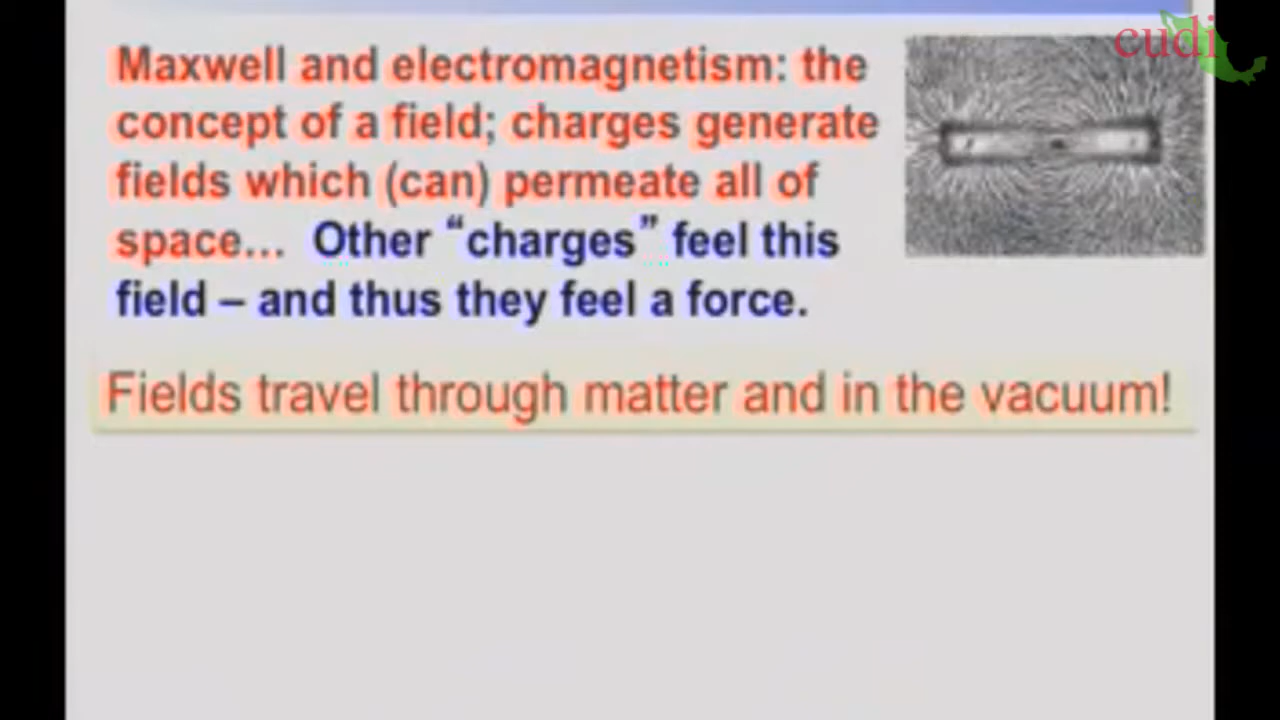 cudi
Maxwell and electromagnetism: the
concept of a field; charges generate
fields which (can) permeate all of
space... Other “charges” feel this
field – and thus they feel a force.
Fields travel through matter and in the vacuum!